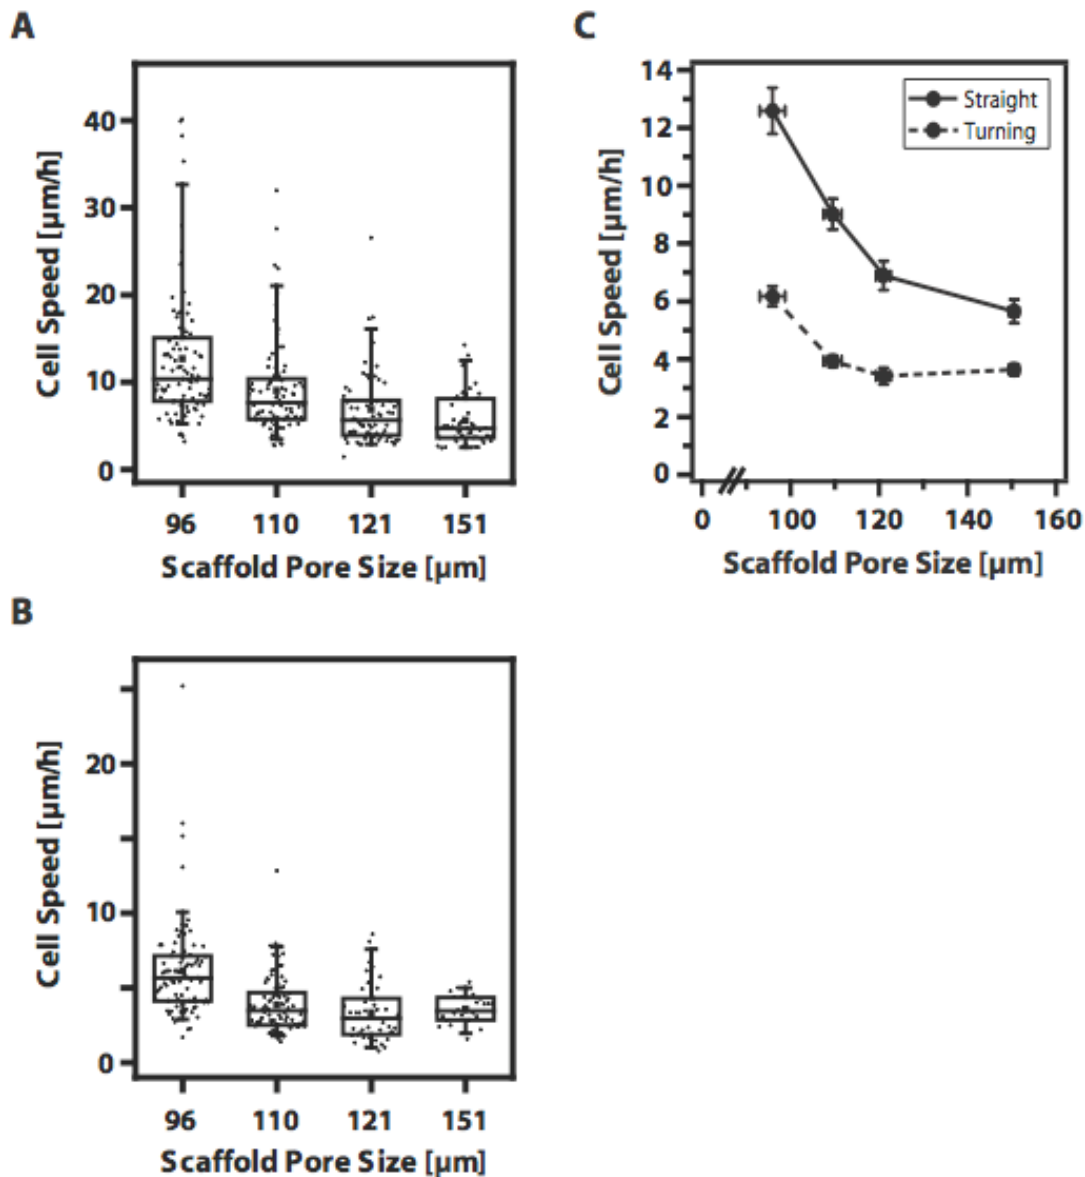 A
40
30
20
10
0
Cell Speed [µm/h]
96 110 121 151
Scaffold Pore Size [µm]
B
20
10
0
Cell Speed [µm/h]
96 110 121 151
Scaffold Pore Size [µm]
C
14
12
10
8
6
4
2
0
Cell Speed [µm/h]
Straight
Turning
0 100 120 140 160
Scaffold Pore Size [µm]